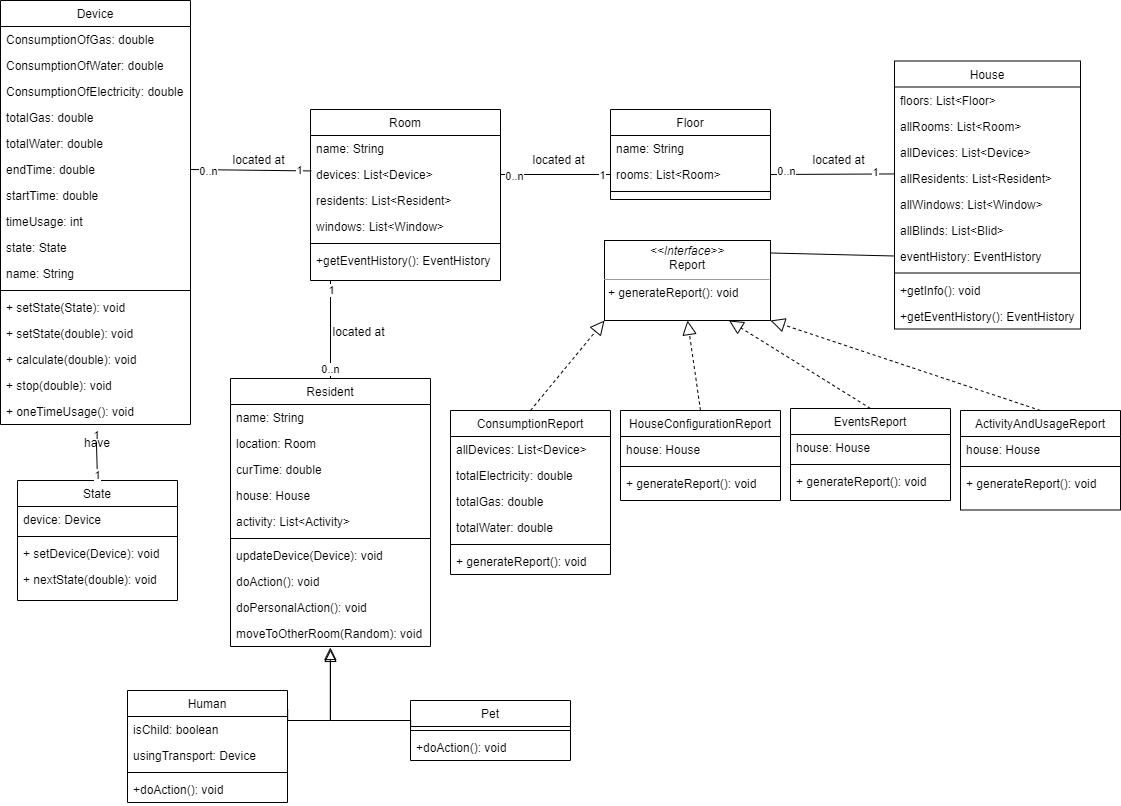 Device
ConsumptionOfGas: double
ConsumptionOfWater: double
ConsumptionOfElectricity: double
totalGas: double
totalWater: double
endTime: double
startTime: double
timeUsage: int
state: State
name: String
+ setState(State): void
+ setState(double): void
+ calculate(double): void
+ stop(double): void
+ oneTimeUsage(): void
0..n
located at
1
Room
name: String
devices: List<Device>
residents: List<Resident>
windows: List<Window>
+getEventHistory(): EventHistory
0..n
located at
1
Floor
name: String
rooms: List<Room>
0..n
located at
1
House
floors: List<Floor>
allRooms: List<Room>
allDevices: List<Device>
allResidents: List<Resident>
allWindows: List<Window>
allBlinds: List<Blid>
eventHistory: EventHistory
+getInfo(): void
+getEventHistory(): EventHistory
<<Interface>>
Report
+ generateReport(): void
1
located at
0..n
1
have
1
State
device: Device
+ setDevice(Device): void
+ nextState(double): void
Resident
name: String
location: Room
curTime: double
house: House
activity: List<Activity>
updateDevice(Device): void
doAction(): void
doPersonalAction(): void
moveToOtherRoom(Random): void
ConsumptionReport
allDevices: List<Device>
totalElectricity: double
totalGas: double
totalWater: double
+ generateReport(): void
HouseConfigurationReport
house: House
+ generateReport(): void
EventsReport
house: House
+ generateReport(): void
ActivityAndUsageReport
house: House
+ generateReport(): void
Human
isChild: boolean
usingTransport: Device
+doAction(): void
Pet
+doAction(): void